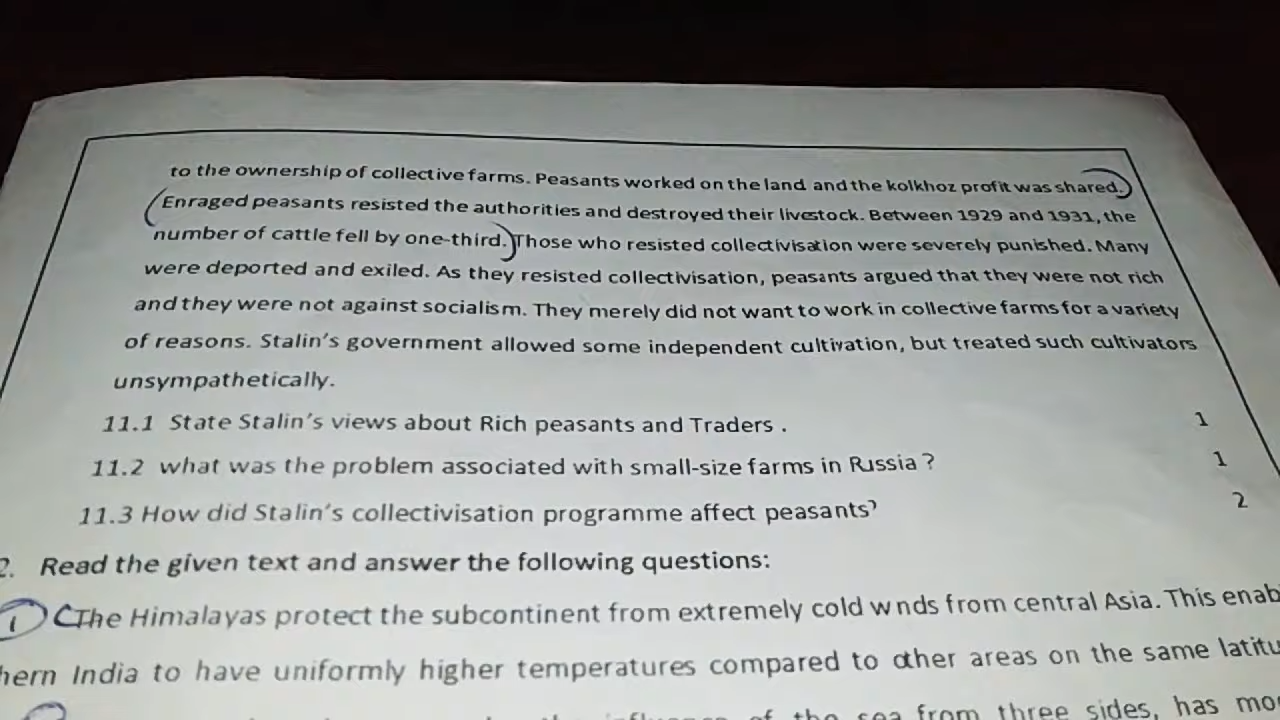 to the ownership of collective farms. Peasants worked on the land and the kolkhoz profit was shared.
Enraged peasants resisted the authorities and destroyed their livestock. Between 1929 and 1931, the
number of cattle fell by one-third. Those who resisted collectivisation were severely punished. Many
were deported and exiled. As they resisted collectivisation, peasants argued that they were not rich
and they were not against socialism. They merely did not want to work in collective farms for a variety
of reasons. Stalin's government allowed some independent cultivation, but treated such cultivators
unsympathetically.
11.1 State Stalin's views about Rich peasants and Traders . 1
11.2 what was the problem associated with small-size farms in Russia ? 1
11.3 How did Stalin's collectivisation programme affect peasants? 2
2. Read the given text and answer the following questions:
1 The Himalayas protect the subcontinent from extremely cold winds from central Asia. This enab
hern India to have uniformly higher temperatures compared to other areas on the same latitu
of the sea from three sides, has mo